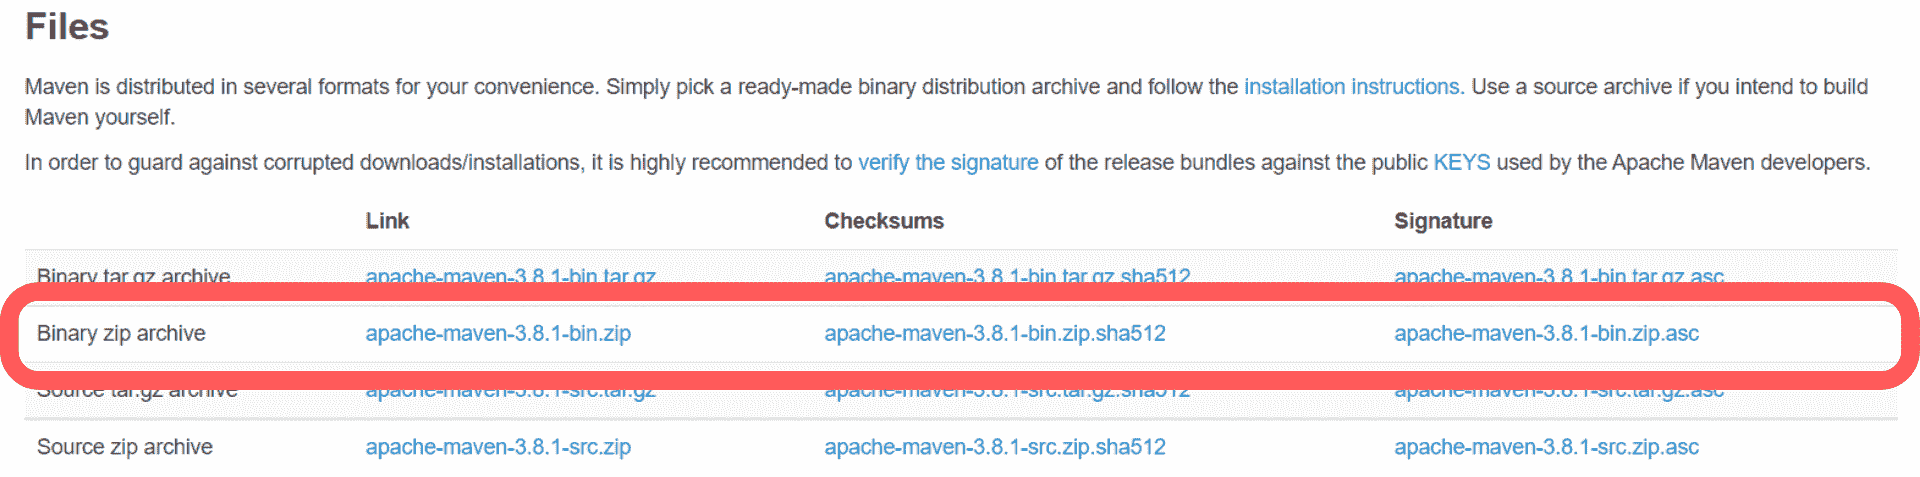 Files
Maven is distributed in several formats for your convenience. Simply pick a ready-made binary distribution archive and follow the installation instructions. Use a source archive if you intend to build
Maven yourself.
In order to guard against corrupted downloads/installations, it is highly recommended to verify the signature of the release bundles against the public KEYS used by the Apache Maven developers.
Link Checksums Signature
Binary tar.gz archive apache-maven-3.8.1-bin.tar.gz apache-maven-3.8.1-bin.tar.gz.sha512 apache-maven-3.8.1-bin.tar.gz.asc
Binary zip archive apache-maven-3.8.1-bin.zip apache-maven-3.8.1-bin.zip.sha512 apache-maven-3.8.1-bin.zip.asc
Source tar.gz archive apache-maven-3.8.1-src.tar.gz apache-maven-3.8.1-src.tar.gz.sha512 apache-maven-3.8.1-src.tar.gz.asc
Source zip archive apache-maven-3.8.1-src.zip apache-maven-3.8.1-src.zip.sha512 apache-maven-3.8.1-src.zip.asc